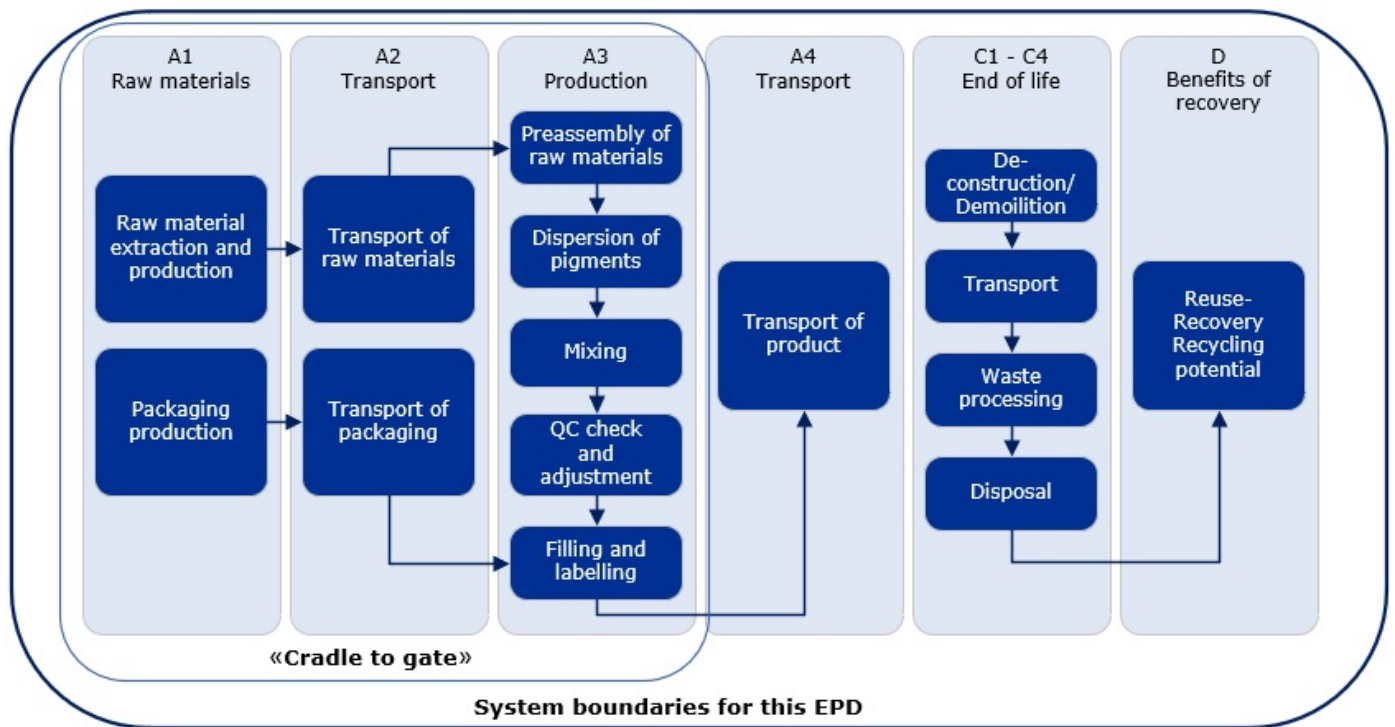 A1
Raw materials
A2
Transport
A3
Production
A4
Transport
C1 - C4
End of life
D
Benefits of
recovery
Raw material
extraction and
production
Packaging
production
Transport of
raw materials
Transport of
packaging
Preassembly of
raw materials
Dispersion of
pigments
Mixing
QC check
and
adjustment
Filling and
labelling
Transport of
product
De-
construction/
Demoilition
Transport
Waste
processing
Disposal
Reuse-
Recovery
Recycling
potential
«Cradle to gate»
System boundaries for this EPD